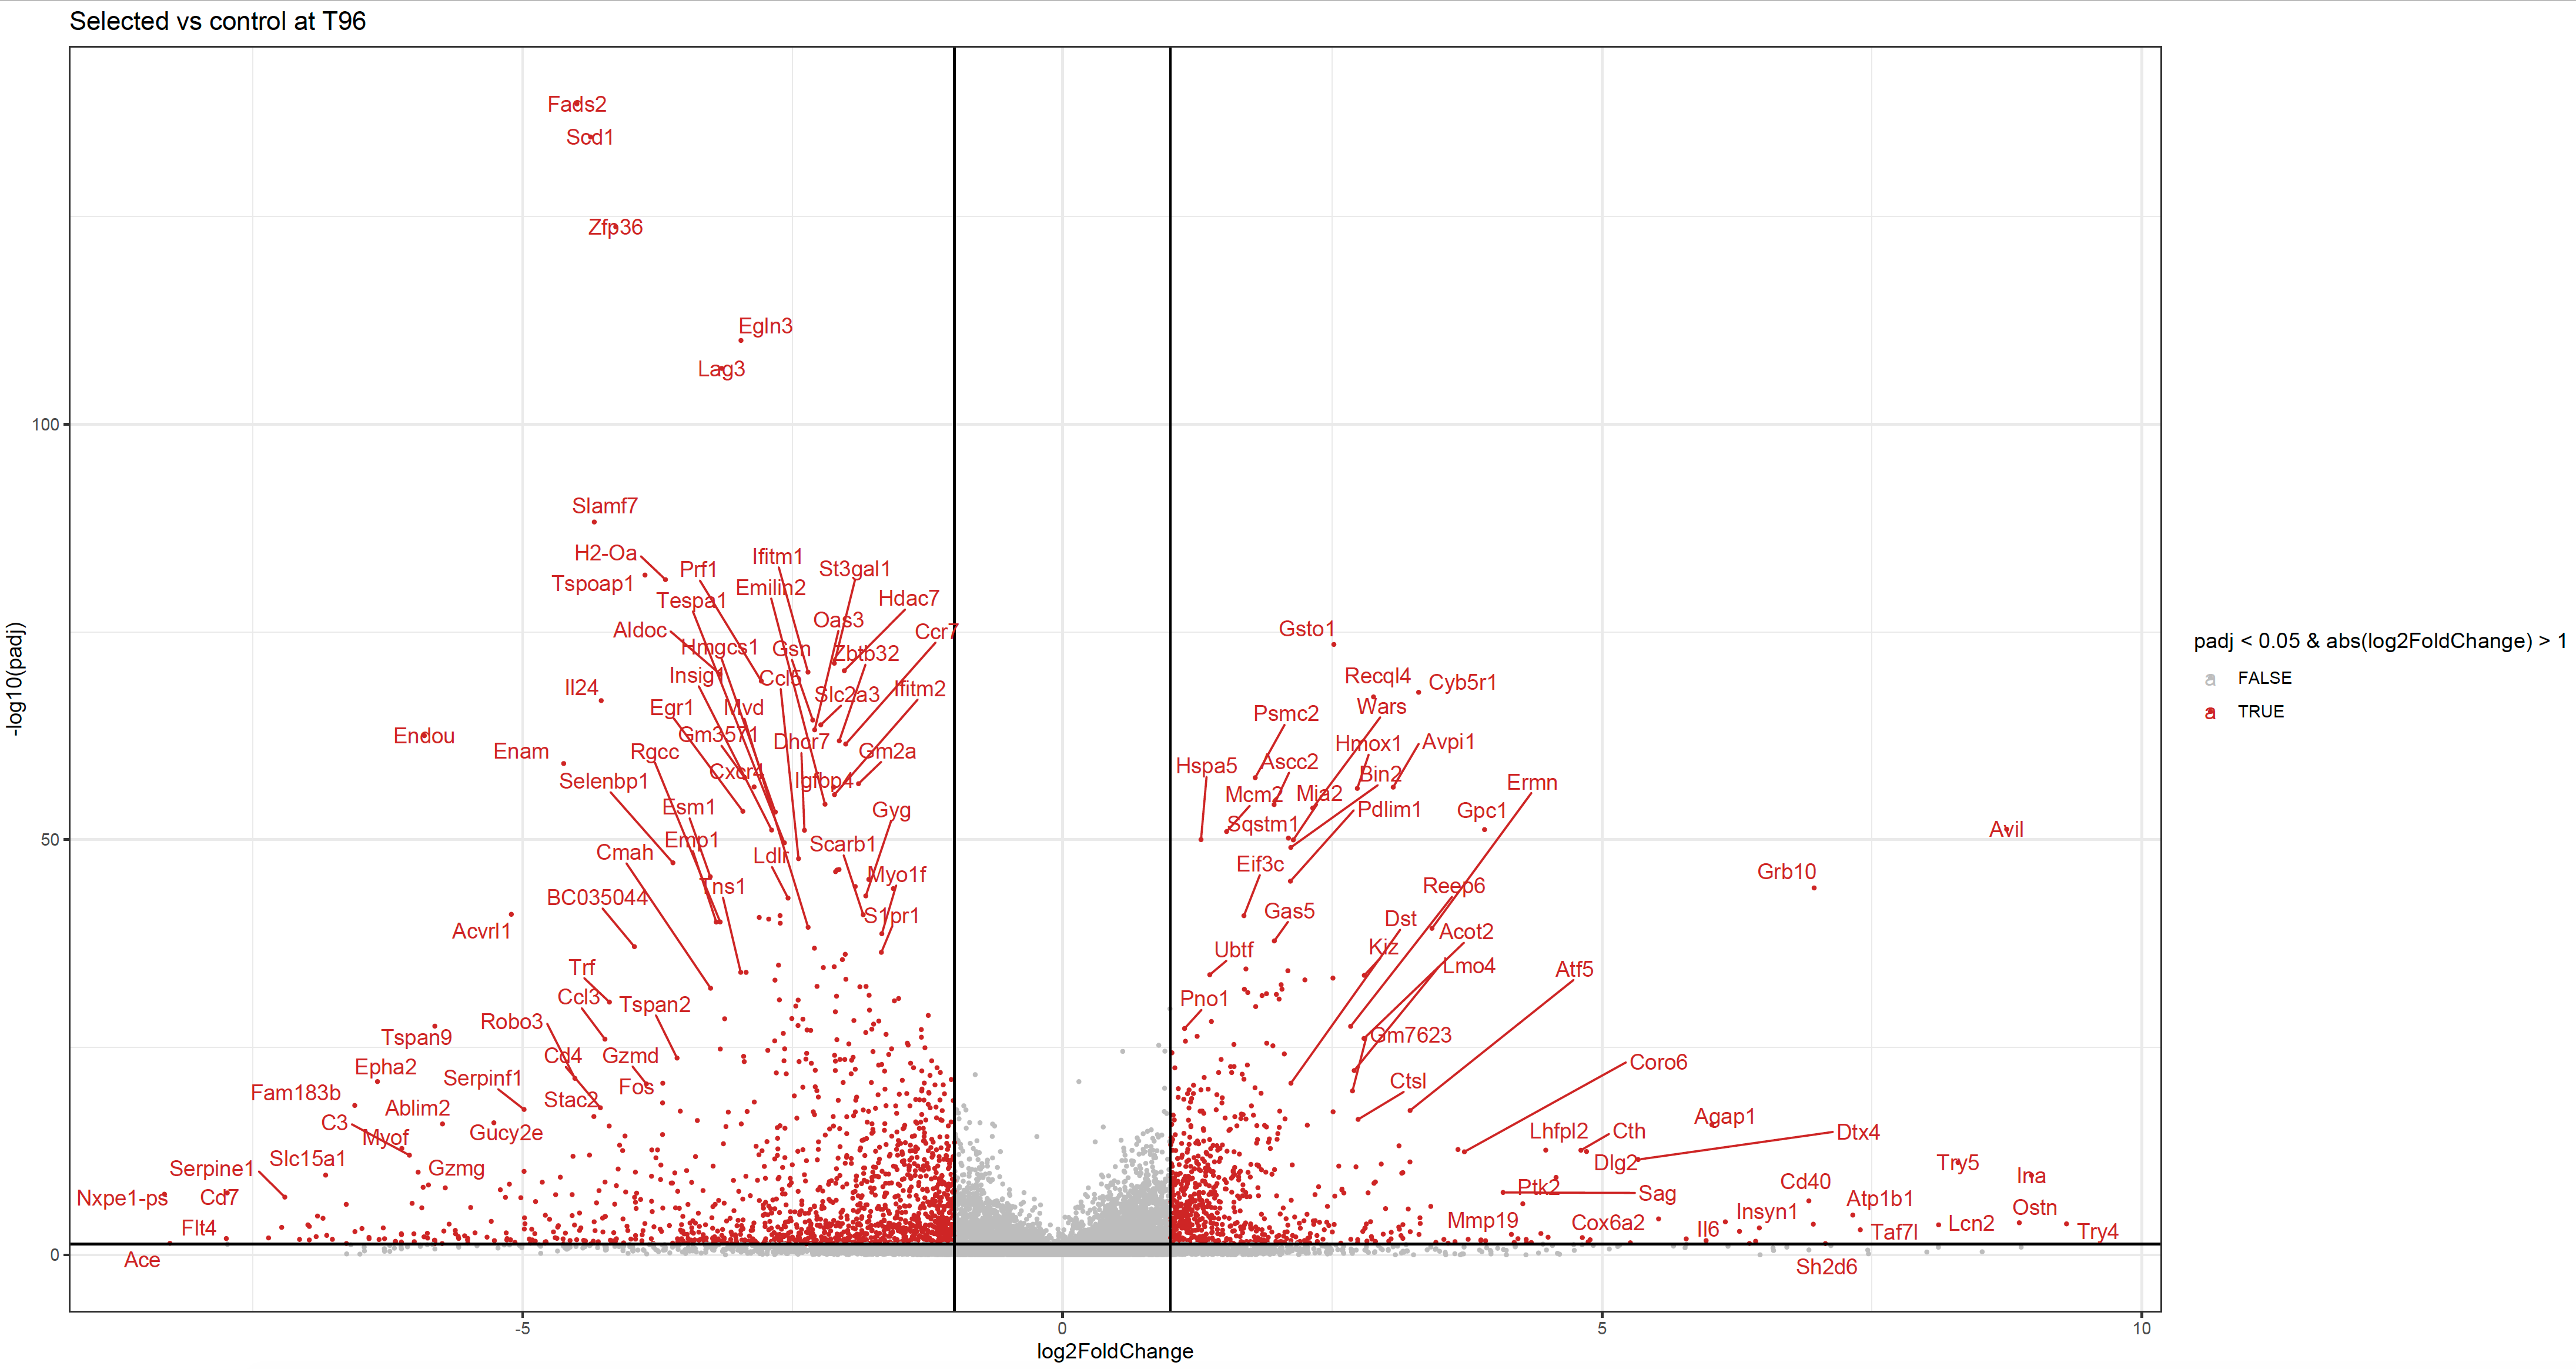 Selected vs control at T96
Fads2
Scd1
Zfp36
Egln3
Lag3
100
Slamf7
H2-Oa
Ifitm1
Prf1
St3gal1
Tspoap1
Emilin2
Tespa1
Hdac7
Oas3
Aldoc
Ccr7
Gsto1
Hmgcs1
Gsn
Zbtb32
padj < 0.05 & abs(log2FoldChange) > 1
Insig1
Ccl5
Recql4
Cyb5r1
a FALSE
Il24
Slc2a3
Ifitm2
Egr1
Mvd
Wars
a TRUE
Psmc2
-log10(padj)
Endou
Gm3571
Dhcr7
Hmox1
Avpi1
Enam
Rgcc
Gm2a
Hspa5
Ascc2
Cxcr4
Bin2
Selenbp1
Igfbp4
Ermn
Mcm2
Mia2
Esm1
Gyg
Pdlim1
Gpc1
Sqstm1
Avil
50
Emp1
Scarb1
Cmah
Ldlr
Eif3c
Grb10
Myo1f
Tns1
Reep6
BC035044
Gas5
S1pr1
Dst
Acvrl1
Acot2
Ubtf
Kiz
Trf
Lmo4
Atf5
Ccl3
Tspan2
Pno1
Robo3
Tspan9
Gm7623
Cd4
Gzmd
Coro6
Epha2
Serpinf1
Fos
Ctsl
Fam183b
Stac2
Ablim2
Agap1
C3
Gucy2e
Lhfpl2
Cth
Dtx4
Myof
Slc15a1
Dlg2
Try5
Serpine1
Gzmg
Ina
Cd40
Ptk2
Nxpe1-ps
Cd7
Sag
Atp1b1
Ostn
Insyn1
Mmp19
Cox6a2
Lcn2
Flt4
Il6
Taf7l
Try4
0
Ace
Sh2d6
-5
0
5
10
log2FoldChange